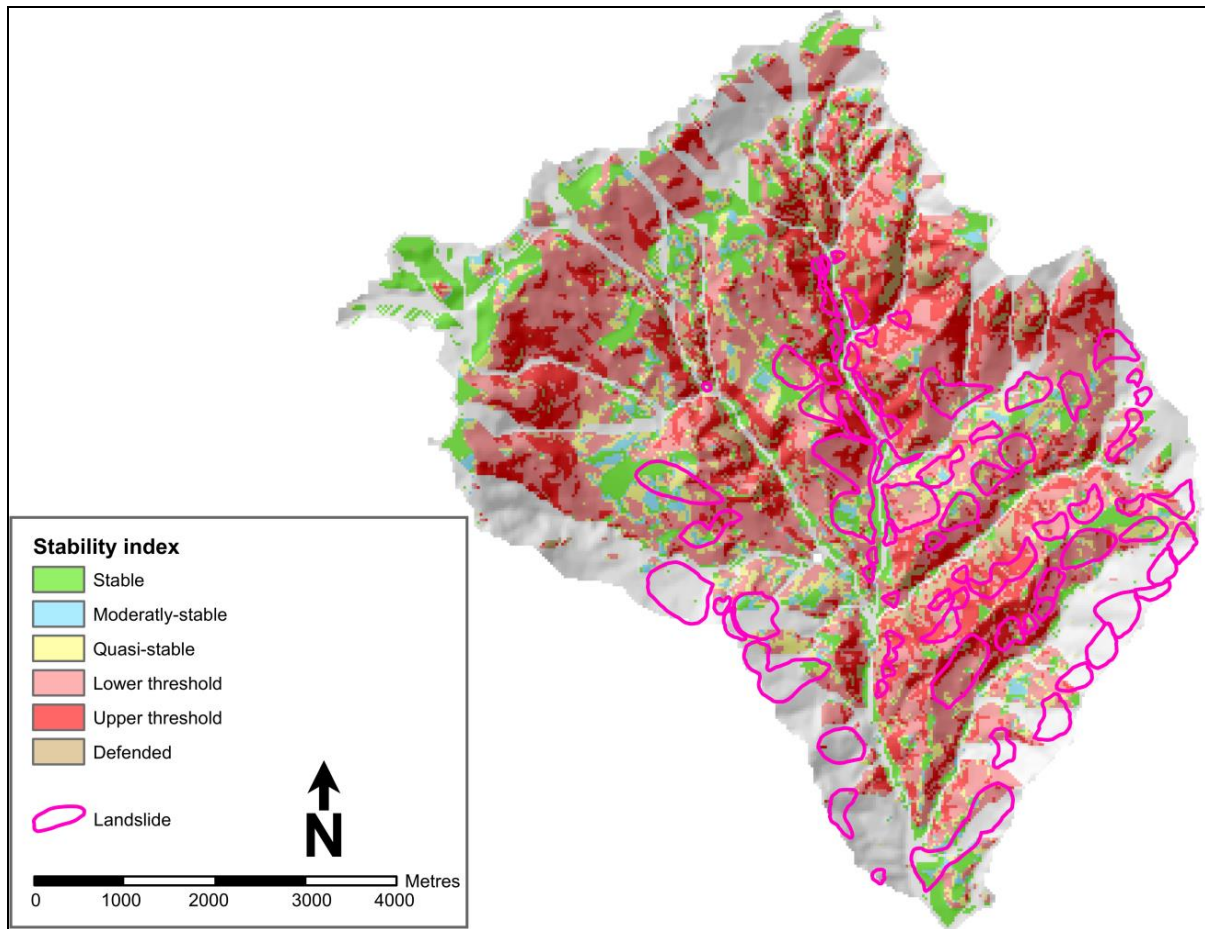 Stability index
Stable
Moderatly-stable
Quasi-stable
Lower threshold
Upper threshold
Defended
Landslide
N
Metres
0 1000 2000 3000 4000